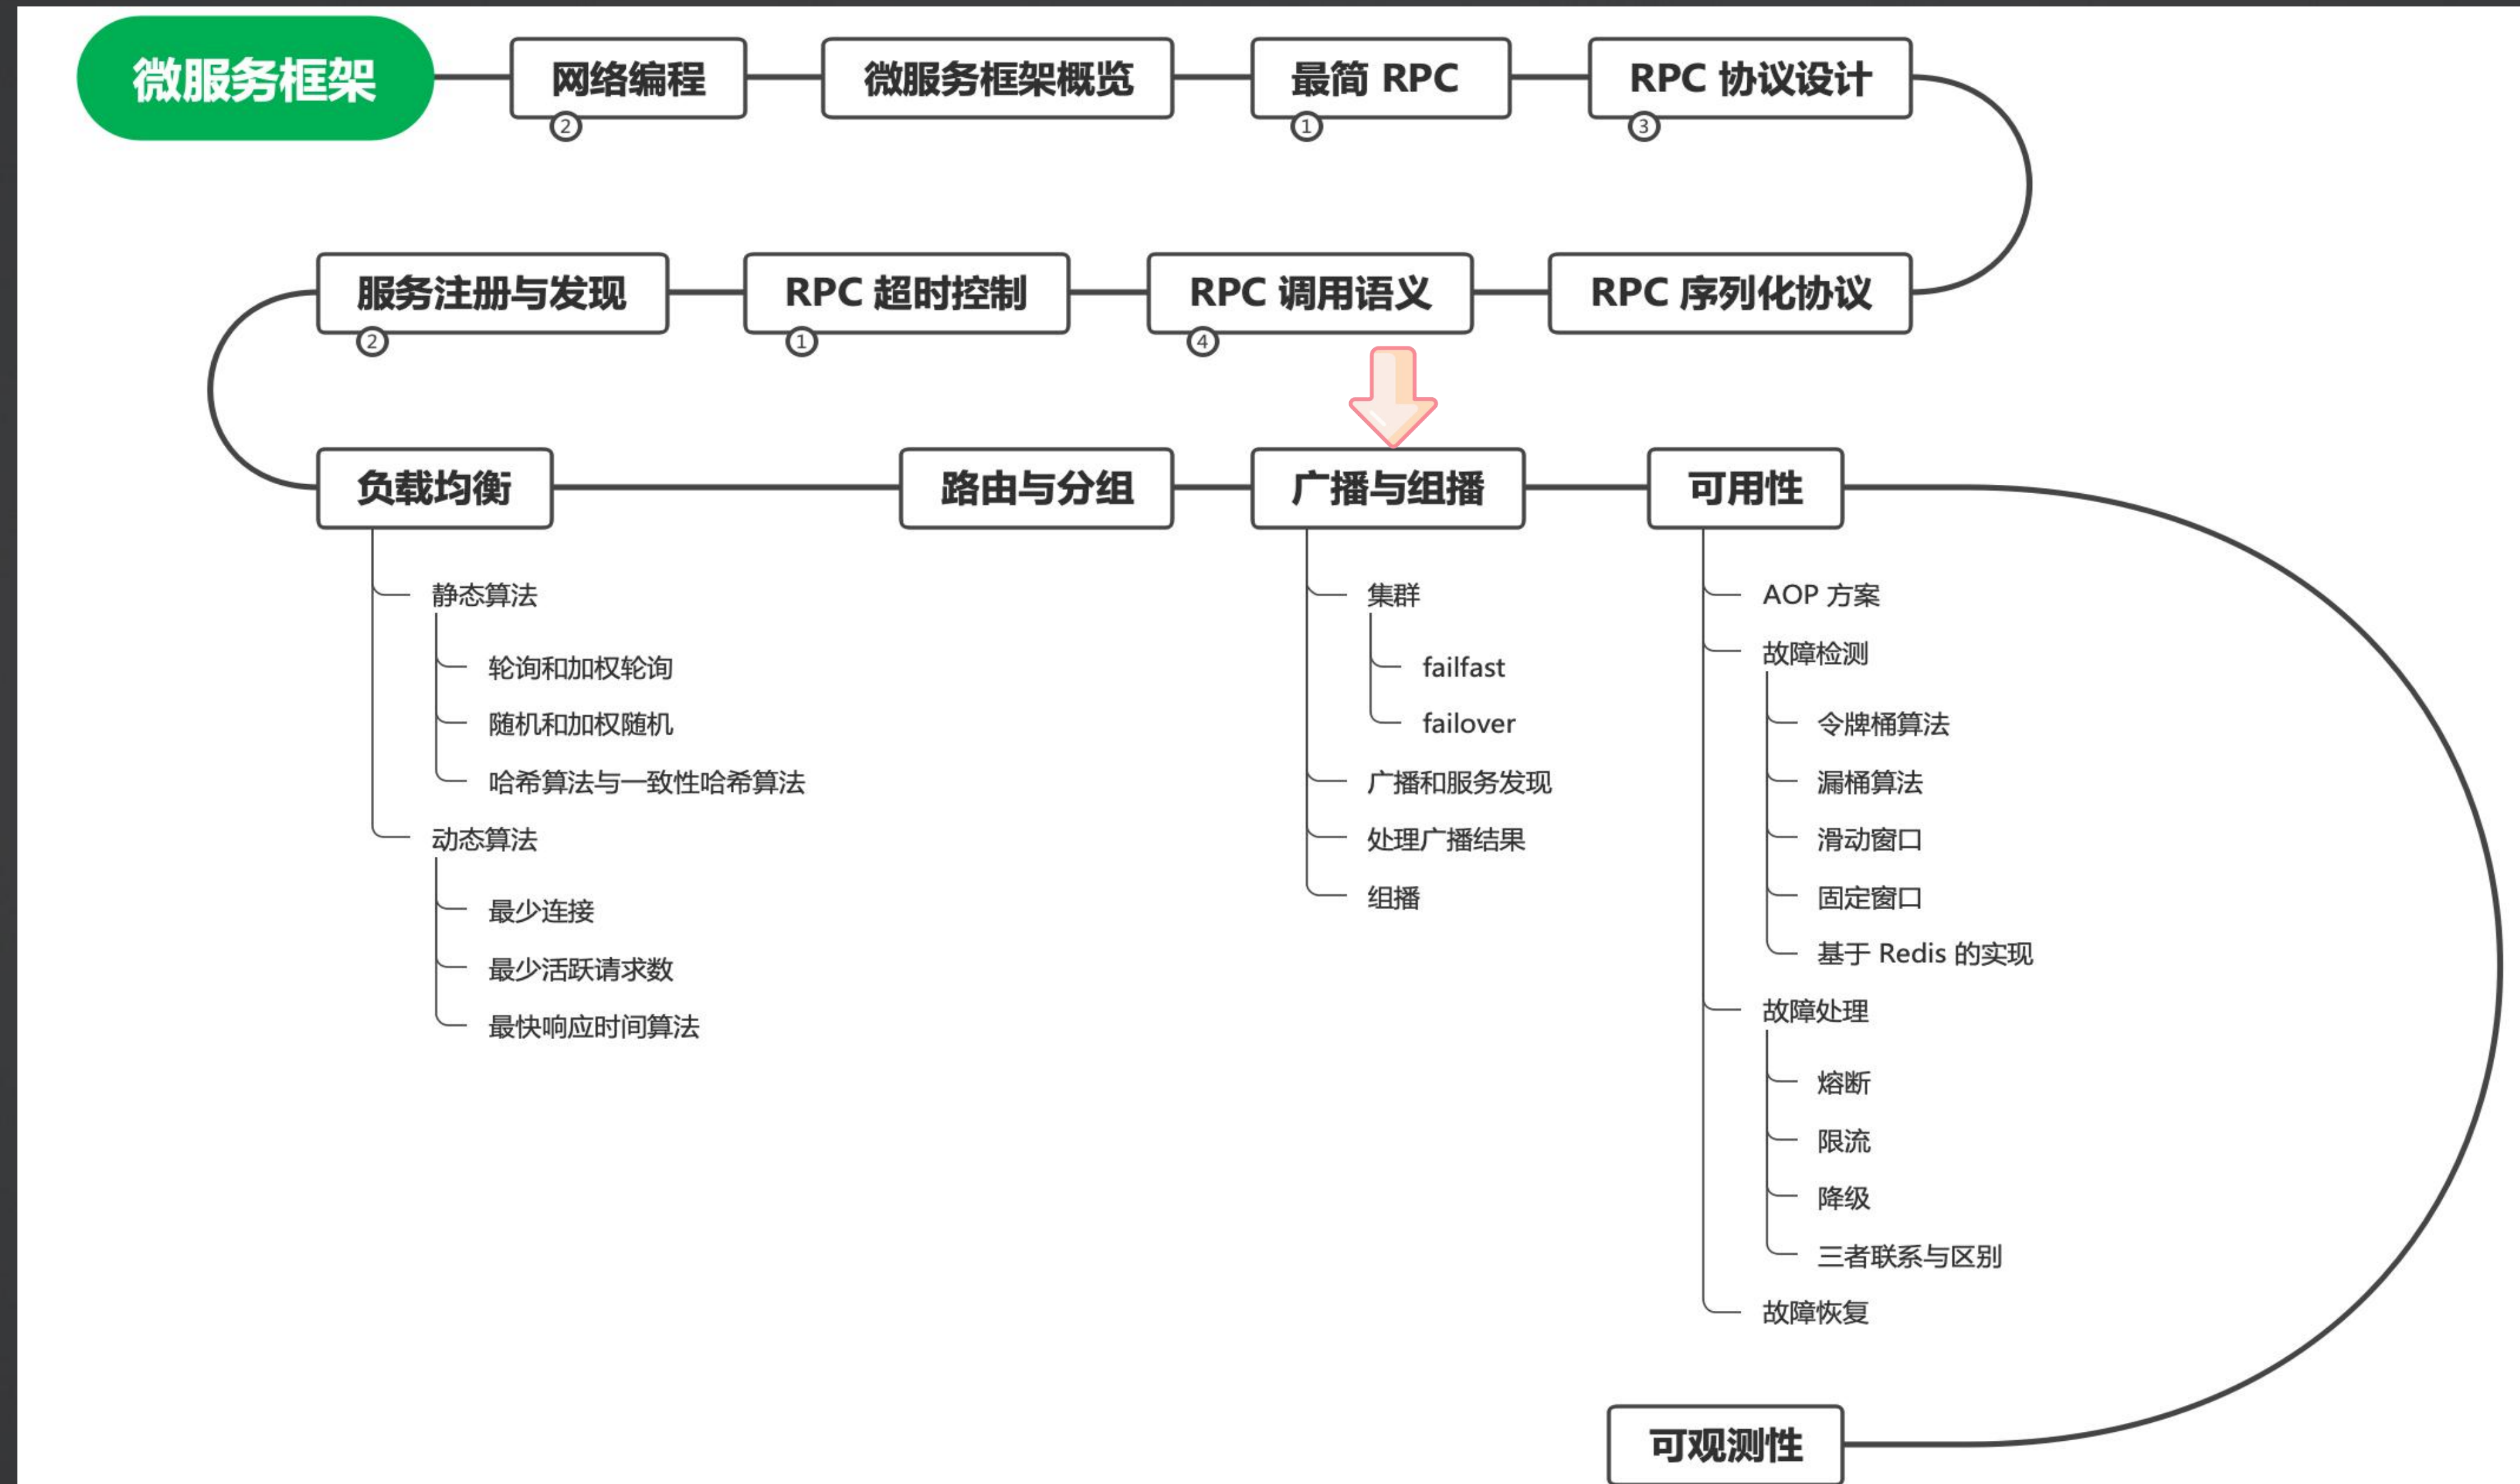 微服务框架
网络编程
2
微服务框架概览
最简 RPC
1
RPC 协议设计
3
RPC 序列化协议
RPC 调用语义
4
RPC 超时控制
1
服务注册与发现
2
负载均衡
静态算法
轮询和加权轮询
随机和加权随机
哈希算法与一致性哈希算法
动态算法
最少连接
最少活跃请求数
最快响应时间算法
路由与分组
广播与组播
集群
failfast
failover
广播和服务发现
处理广播结果
组播
可用性
AOP 方案
故障检测
令牌桶算法
漏桶算法
滑动窗口
固定窗口
基于 Redis 的实现
故障处理
熔断
限流
降级
三者联系与区别
故障恢复
可观测性